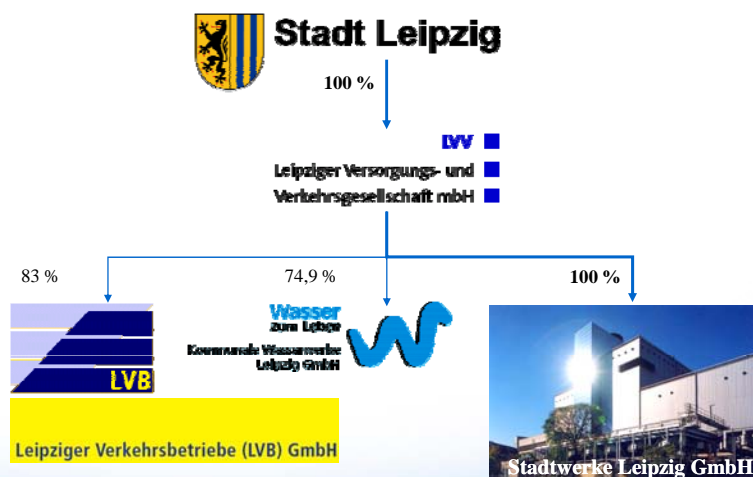 Stadt Leipzig
100 %
LVV
Leipziger Versorgungs- und
Verkehrsgesellschaft mbH
83 %
74,9 %
100 %
LVB
Wasser
zum Leben
Kommunale Wasserwerke
Leipzig GmbH
Leipziger Verkehrsbetriebe (LVB) GmbH
Stadtwerke Leipzig GmbH